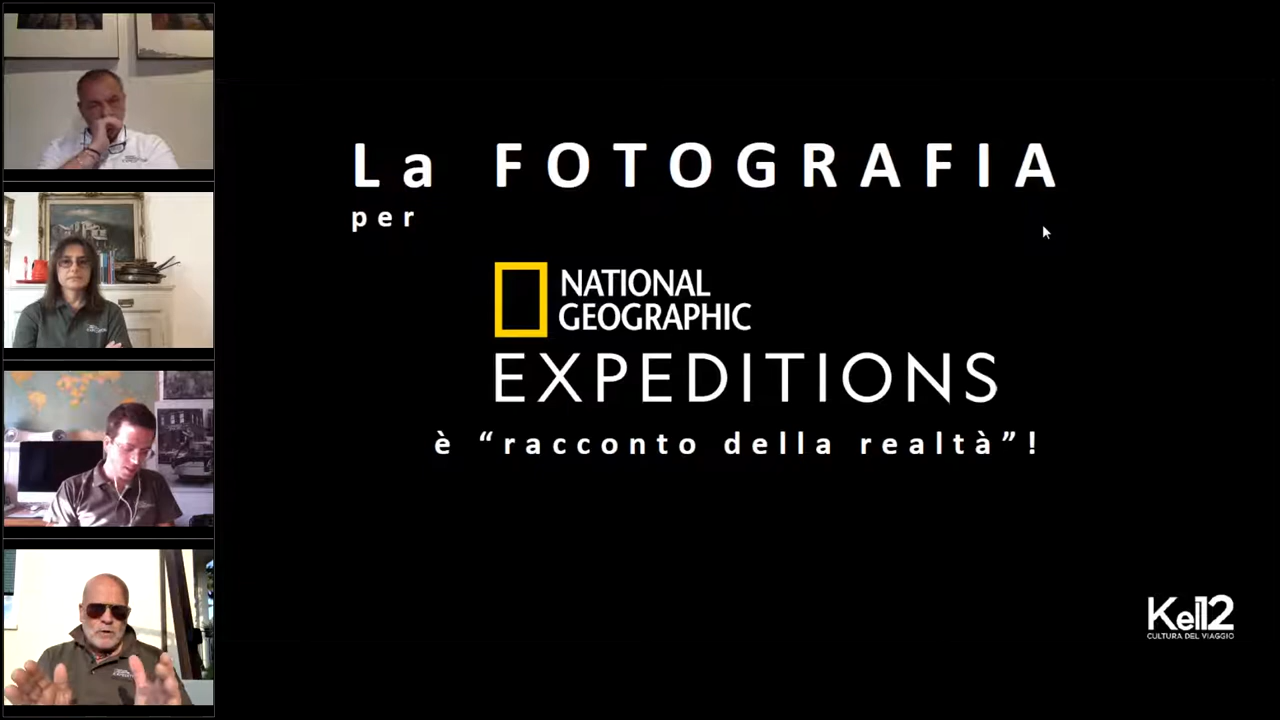 La FOTOGRAFIA
per
NATIONAL
GEOGRAPHIC
EXPEDITIONS
è “racconto della realtà”!
Kel12
CULTURA DEL VIAGGIO